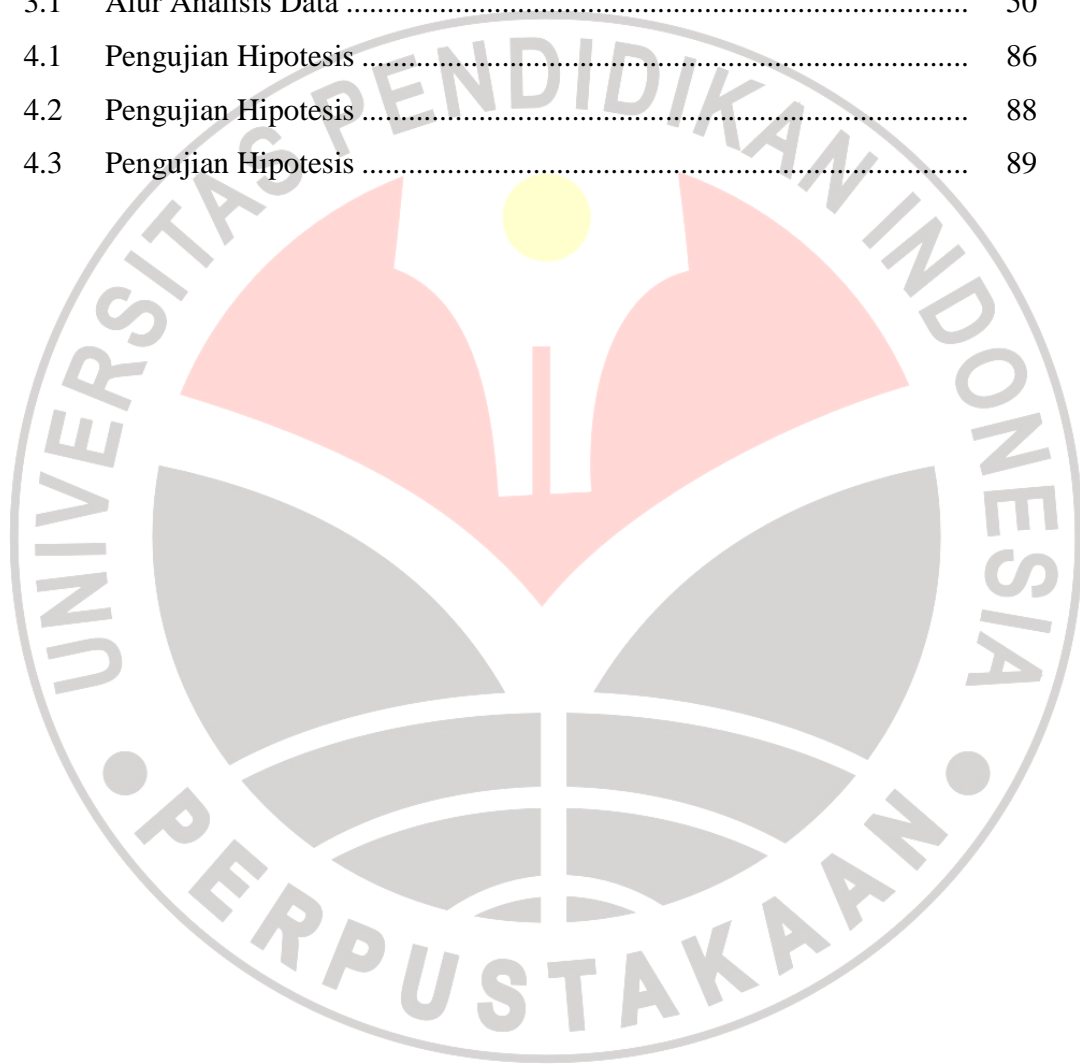 3.1 Alur Analisis Data ............................................................................ 50
4.1 Pengujian Hipotesis .......................................................................... 86
4.2 Pengujian Hipotesis .......................................................................... 88
4.3 Pengujian Hipotesis .......................................................................... 89
UNIVERSITAS PENDIDIKAN INDONESIA
PERPUSTAKAAN